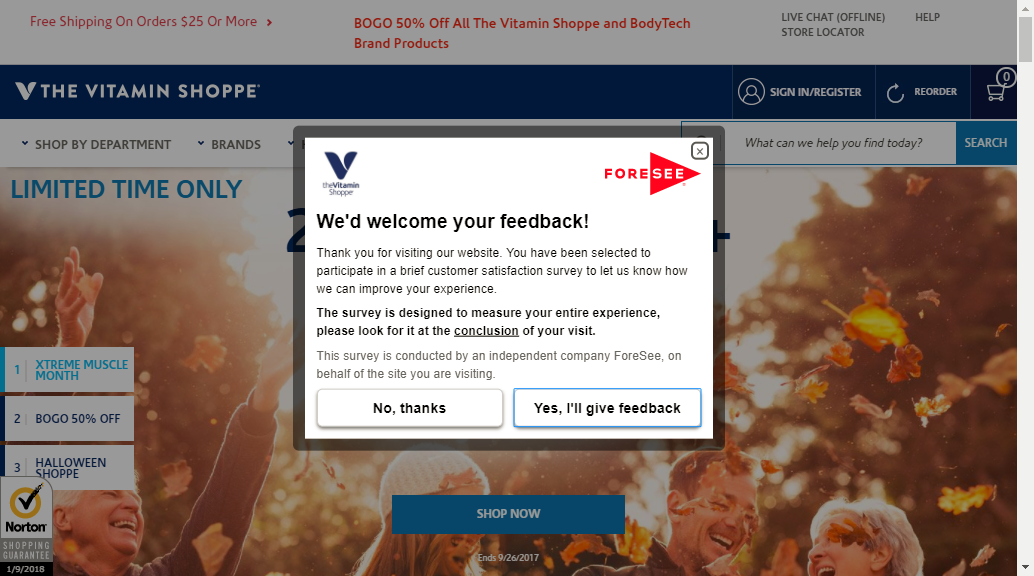 Free Shipping On Orders $25 Or More
BOGO 50% Off All The Vitamin Shoppe and BodyTech
Brand Products
LIVE CHAT (OFFLINE)
HELP
STORE LOCATOR
THE VITAMIN SHOPPE
SIGN IN/REGISTER
REORDER
0
SHOP BY DEPARTMENT
BRANDS
What can we help you find today?
SEARCH
LIMITED TIME ONLY
2
+
the Vitamin
Shoppe
FORESEE
We'd welcome your feedback!
Thank you for visiting our website. You have been selected to
participate in a brief customer satisfaction survey to let us know how
we can improve your experience.
The survey is designed to measure your entire experience,
please look for it at the conclusion of your visit.
This survey is conducted by an independent company ForeSee, on
behalf of the site you are visiting.
No, thanks
Yes, I'll give feedback
1 XTREME MUSCLE
MONTH
2 BOGO 50% OFF
3 HALLOWEEN
SHOPPE
Norton
SHOPPING
GUARANTEE
1/9/2018
SHOP NOW
Ends 9/26/2017